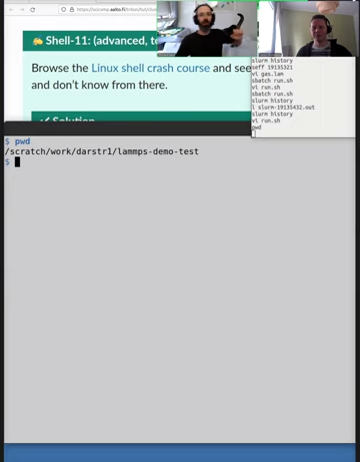 https://scicomp.aalto.fi/triton/tut/
Shell-11: (advanced, to
Browse the Linux shell crash course and see
and don't know from there.
Solution
slurm history
seff 19135321
vi gas.lam
sbatch run.sh
vi run.sh
sbatch run.sh
slurm history
l slurm-19135432.out
slurm history
vi run.sh
pwd
$ pwd
/scratch/work/darstr1/lammps-demo-test
$